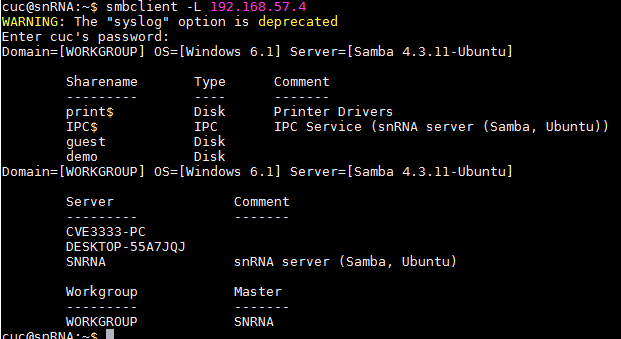 cuc@snRNA:~$ smbclient -L 192.168.57.4
WARNING: The "syslog" option is deprecated
Enter cuc's password:
Domain=[WORKGROUP] OS=[Windows 6.1] Server=[Samba 4.3.11-Ubuntu]
Sharename Type Comment
--------- ---- -------
print$ Disk Printer Drivers
IPC$ IPC IPC Service (snRNA server (Samba, Ubuntu))
guest Disk
demo Disk
Domain=[WORKGROUP] OS=[Windows 6.1] Server=[Samba 4.3.11-Ubuntu]
Server Comment
--------- -------
CVE3333-PC
DESKTOP-55A7JQJ
SNRNA snRNA server (Samba, Ubuntu)
Workgroup Master
--------- -------
WORKGROUP SNRNA
cuc@snRNA:~$